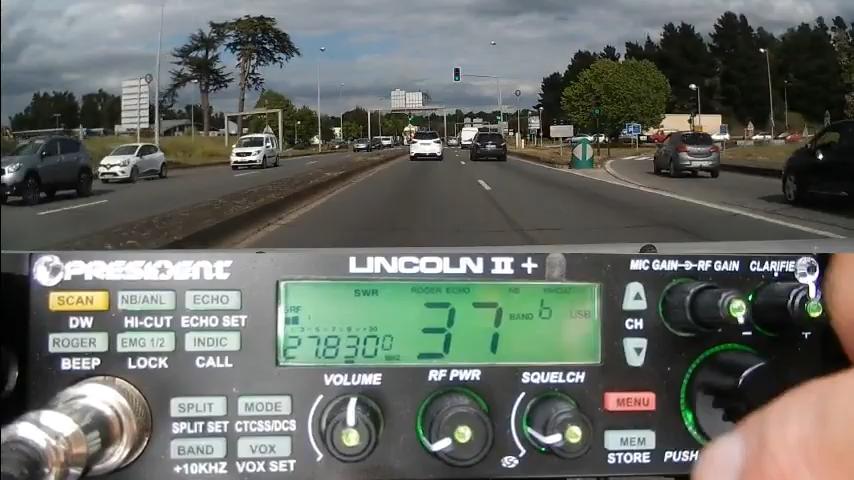 PRESIDENT
LINCOLN II +
MIC GAIN RF GAIN CLARIFIE
SCAN NB/ANL ECHO
DW HI-CUT ECHO SET
ROGER EMG 1/2 INDIC
BEEP LOCK CALL
SWR ROGER ECHO
37 BAND 6 USB
27.830.0
CH
VOLUME RF PWR SQUELCH
SPLIT MODE
SPLIT SET CTCSS/DCS
BAND VOX
+10KHZ VOX SET
MENU
MEM
STORE PUSH